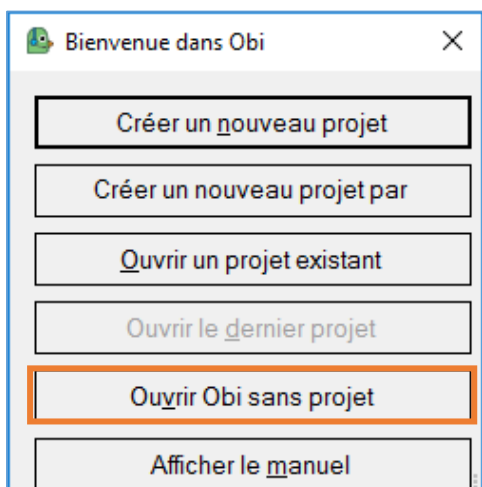 Bienvenue dans Obi
Créer un nouveau projet
Créer un nouveau projet par
Ouvrir un projet existant
Ouvrir le dernier projet
Ouvrir Obi sans projet
Afficher le manuel